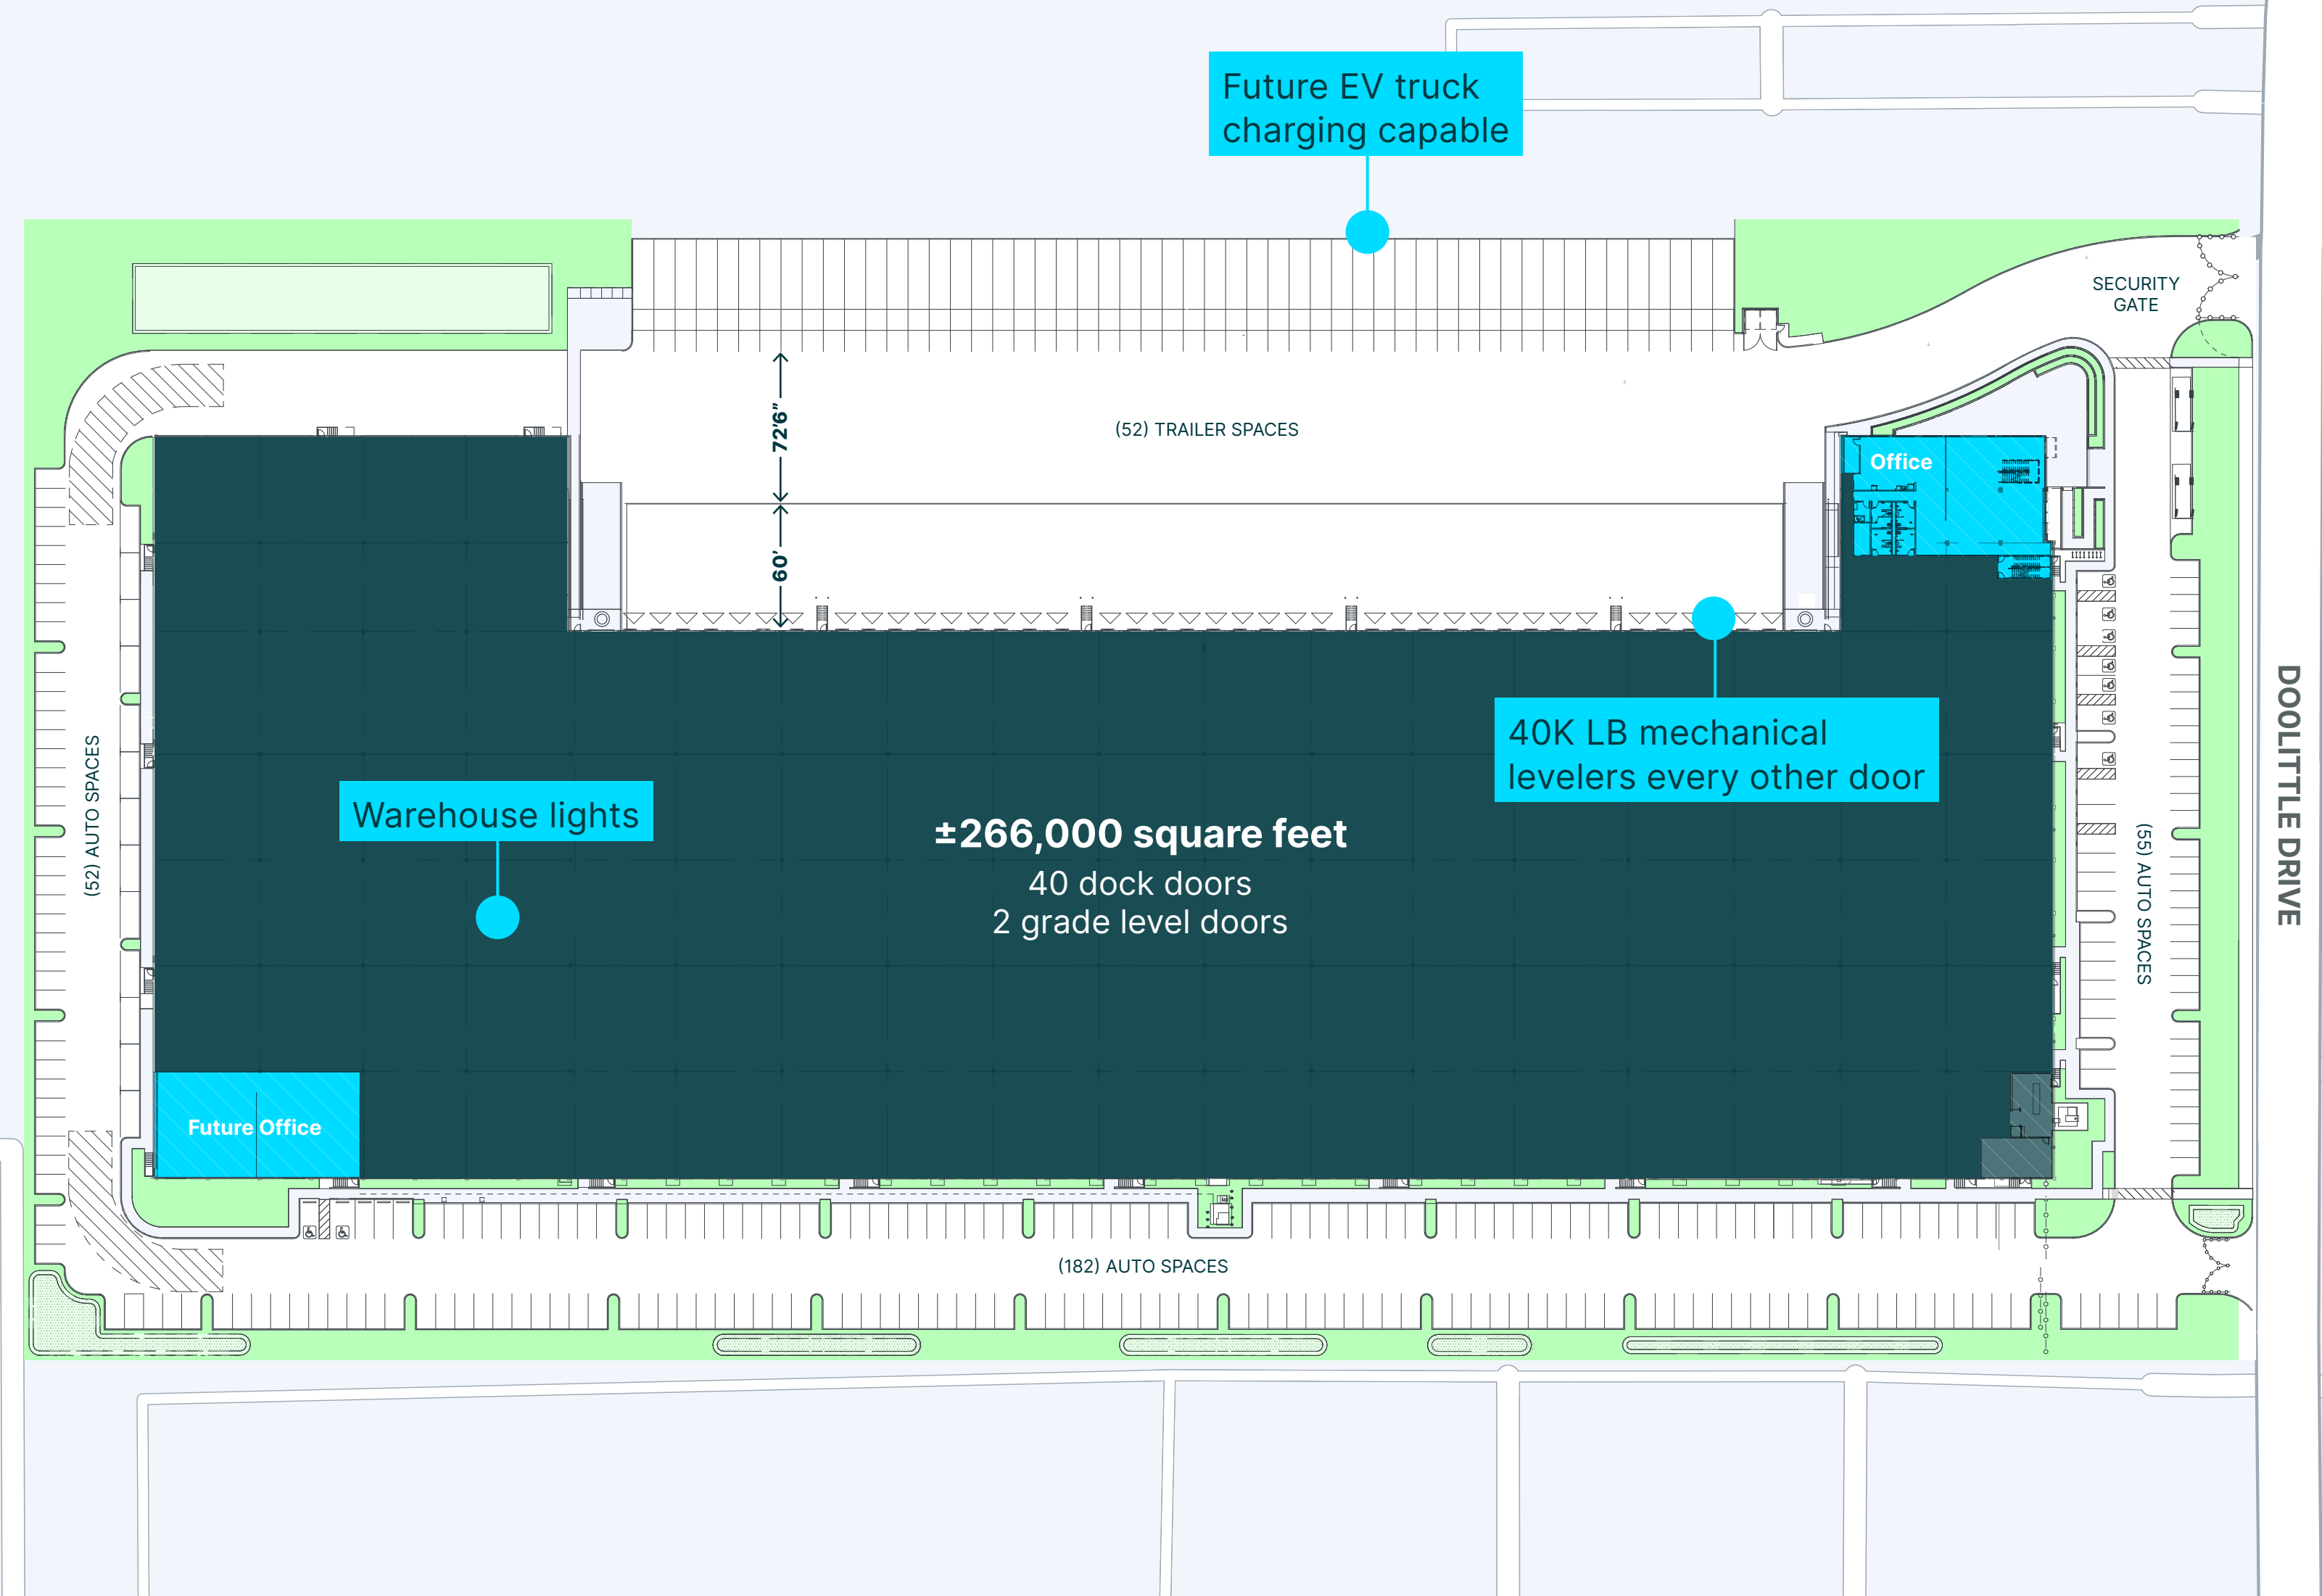 Future EV truck
charging capable
SECURITY
GATE
72'6"
(52) TRAILER SPACES
Office
60'
40K LB mechanical
levelers every other door
DOOLITTLE DRIVE
(52) AUTO SPACES
Warehouse lights
±266,000 square feet
40 dock doors
2 grade level doors
(55) AUTO SPACES
Future Office
(182) AUTO SPACES